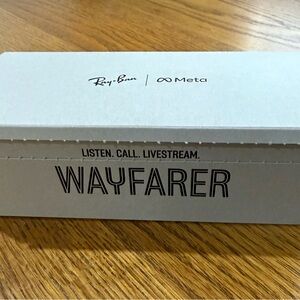 Ray-Ban | ∞ Meta
LISTEN. CALL. LIVESTREAM.
WAYFARER